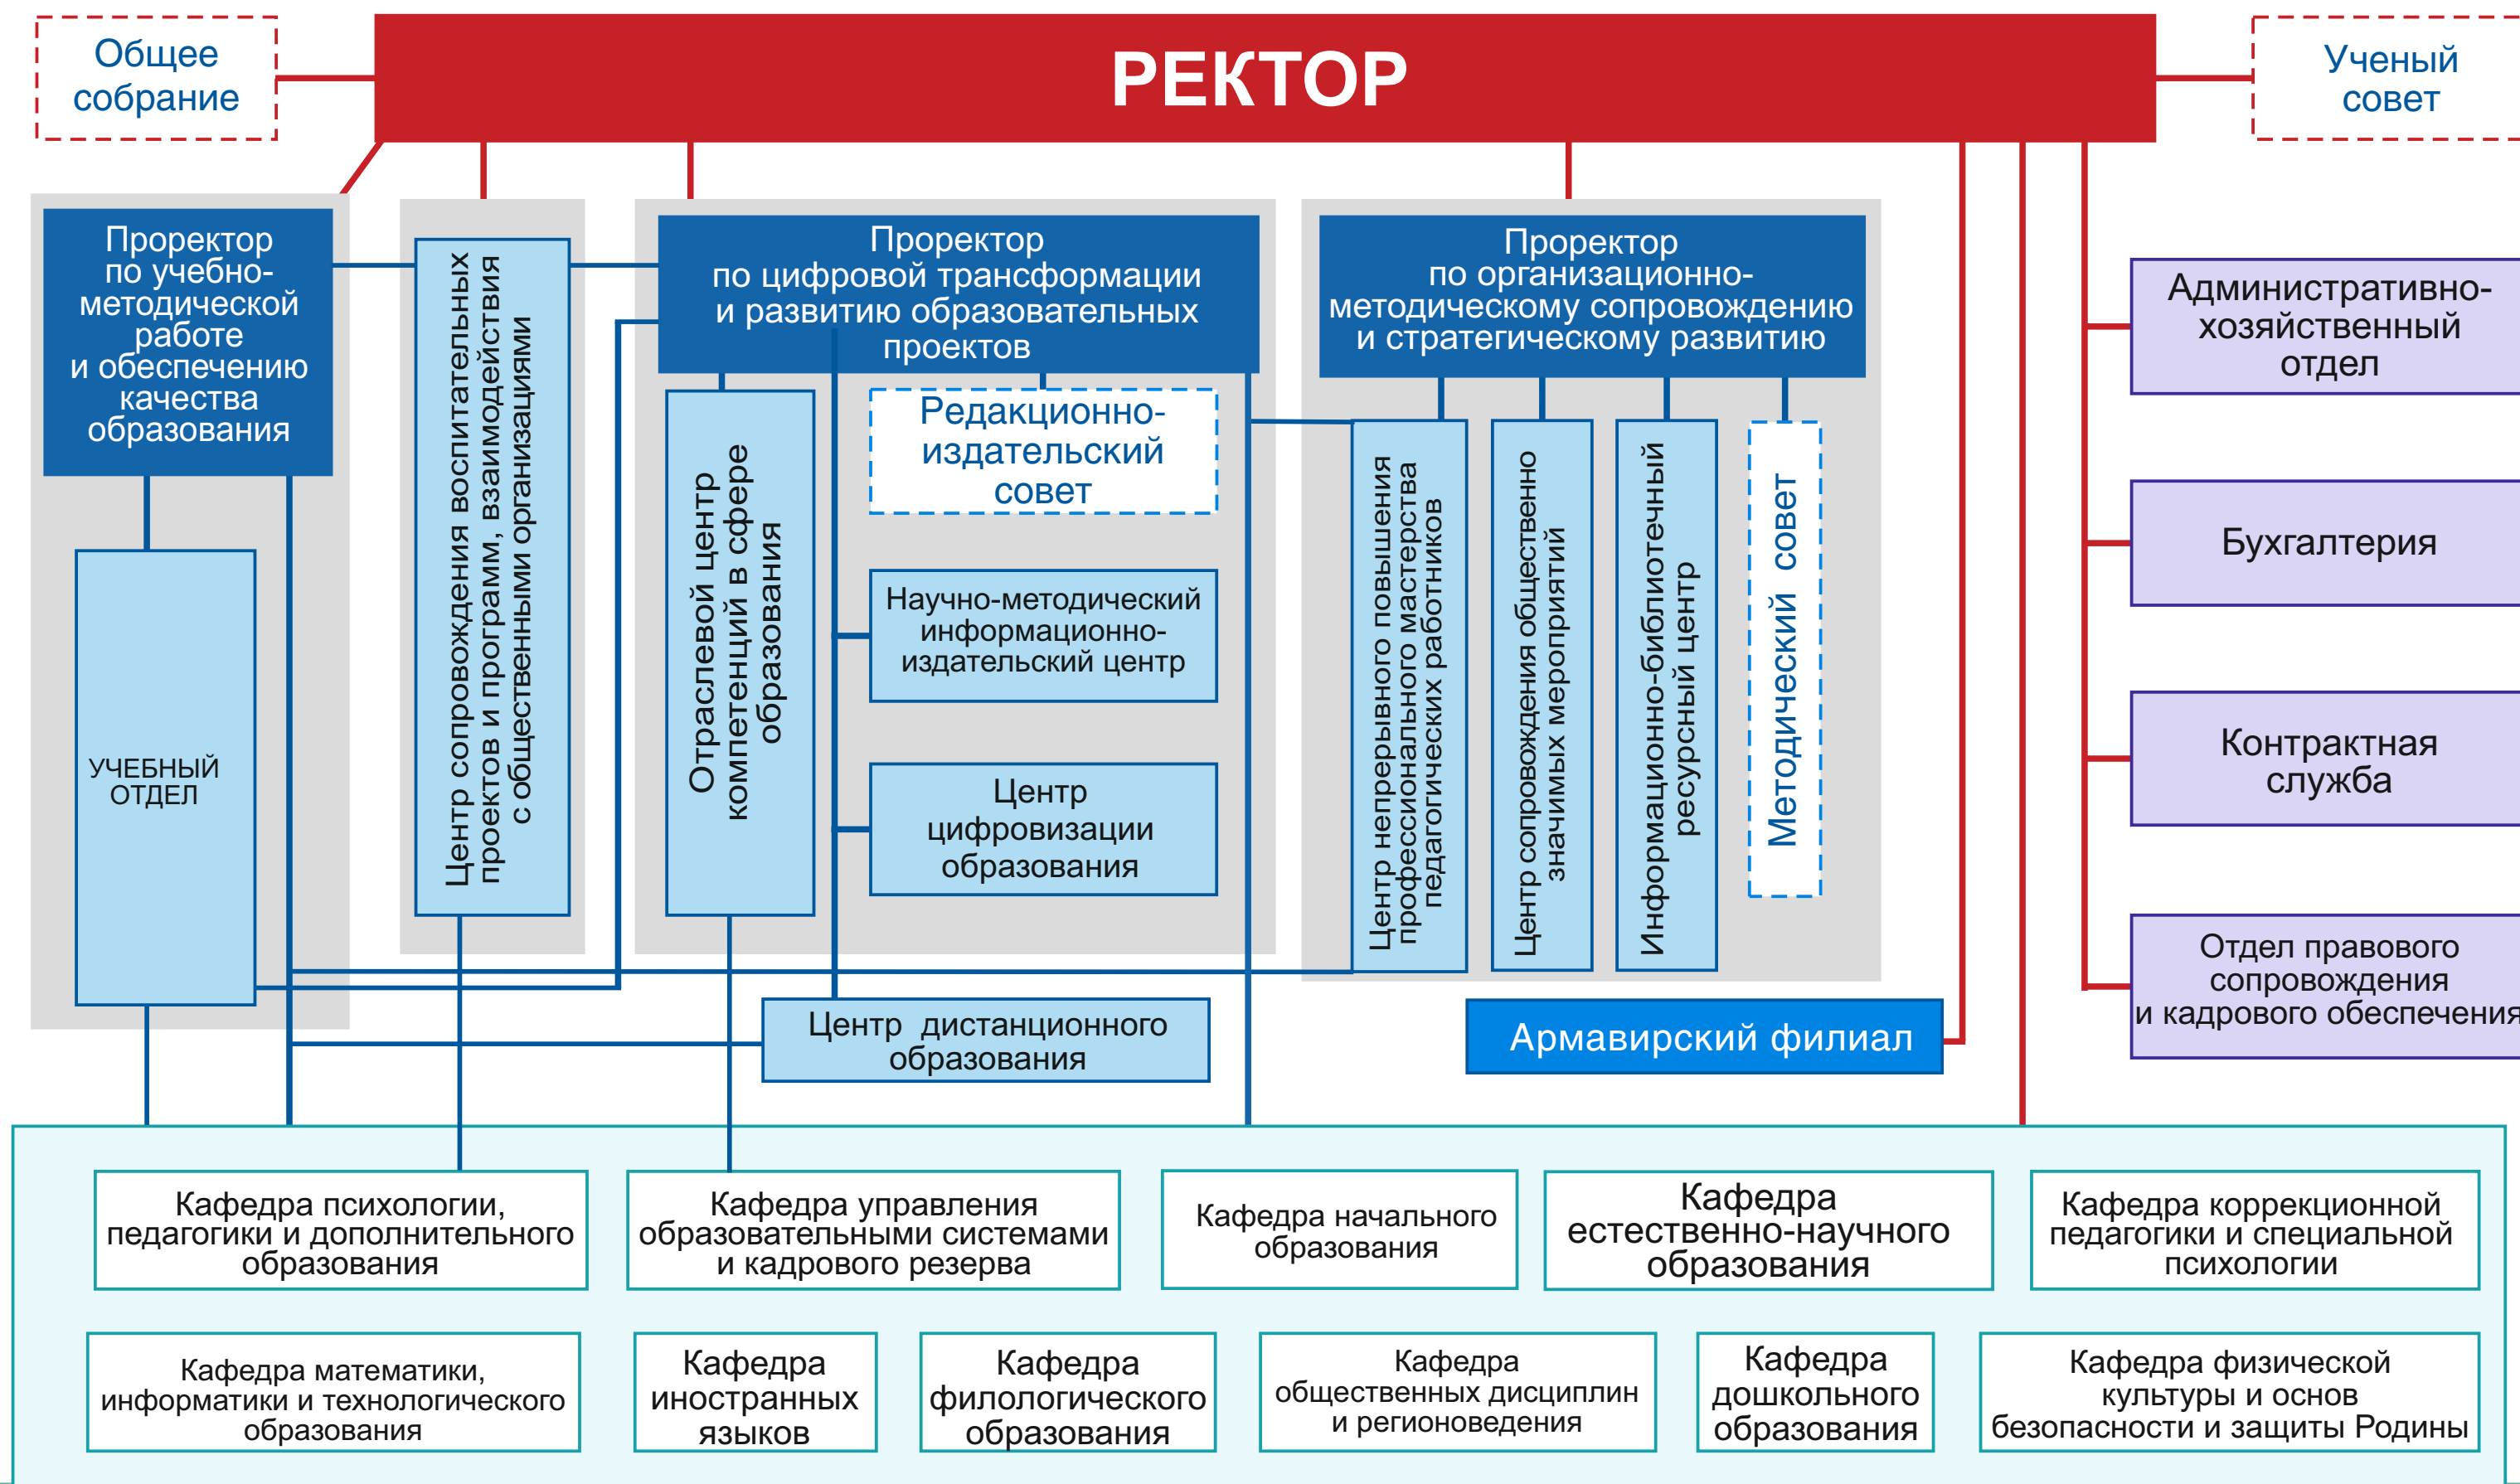 Общее
собрание
РЕКТОР
Ученый
совет
Проректор
по учебно-
методической
работе
и обеспечению
качества
образования
УЧЕБНЫЙ
ОТДЕЛ
Центр сопровождения воспитательных
проектов и программ, взаимодействия
с общественными организациями
Проректор
по цифровой трансформации
и развитию образовательных
проектов
Отраслевой центр
компетенций в сфере
образования
Редакционно-
издательский
совет
Научно-методический
информационно-
издательский центр
Центр
цифровизации
образования
Центр дистанционного
образования
Проректор
по организационно-
методическому сопровождению
и стратегическому развитию
Центр непрерывного повышения
профессионального мастерства
педагогических работников
Центр сопровождения общественно
значимых мероприятий
Информационно-библиотечный
ресурсный центр
Методический совет
Армавирский филиал
Административно-
хозяйственный
отдел
Бухгалтерия
Контрактная
служба
Отдел правового
сопровождения
и кадрового обеспечения
Кафедра психологии,
педагогики и дополнительного
образования
Кафедра управления
образовательными системами
и кадрового резерва
Кафедра начального
образования
Кафедра
естественно-научного
образования
Кафедра коррекционной
педагогики и специальной
психологии
Кафедра математики,
информатики и технологического
образования
Кафедра
иностранных
языков
Кафедра
филологического
образования
Кафедра
общественных дисциплин
и регионоведения
Кафедра
дошкольного
образования
Кафедра физической
культуры и основ
безопасности и защиты Родины